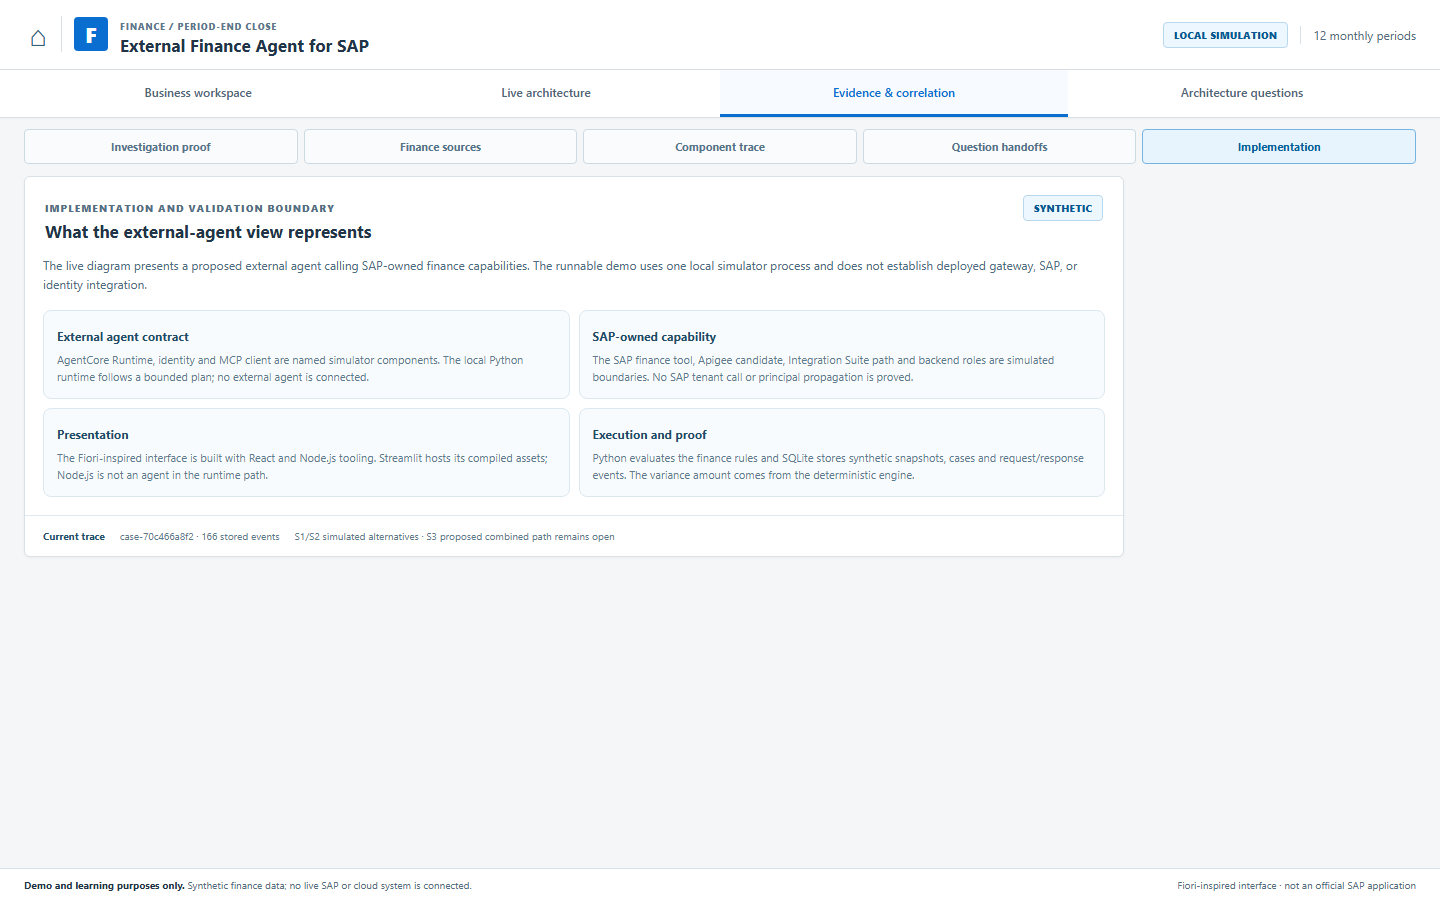 F
FINANCE / PERIOD-END CLOSE
External Finance Agent for SAP
LOCAL SIMULATION
12 monthly periods
Business workspace
Live architecture
Evidence & correlation
Architecture questions
Investigation proof
Finance sources
Component trace
Question handoffs
Implementation
IMPLEMENTATION AND VALIDATION BOUNDARY
SYNTHETIC
What the external-agent view represents
The live diagram presents a proposed external agent calling SAP-owned finance capabilities. The runnable demo uses one local simulator process and does not establish deployed gateway, SAP, or
identity integration.
External agent contract
AgentCore Runtime, identity and MCP client are named simulator components. The local Python
runtime follows a bounded plan; no external agent is connected.
SAP-owned capability
The SAP finance tool, Apigee candidate, Integration Suite path and backend roles are simulated
boundaries. No SAP tenant call or principal propagation is proved.
Presentation
The Fiori-inspired interface is built with React and Node.js tooling. Streamlit hosts its compiled assets;
Node.js is not an agent in the runtime path.
Execution and proof
Python evaluates the finance rules and SQLite stores synthetic snapshots, cases and request/response
events. The variance amount comes from the deterministic engine.
Current trace case-70c466a8f2 · 166 stored events S1/S2 simulated alternatives · S3 proposed combined path remains open
Demo and learning purposes only. Synthetic finance data; no live SAP or cloud system is connected.
Fiori-inspired interface · not an official SAP application